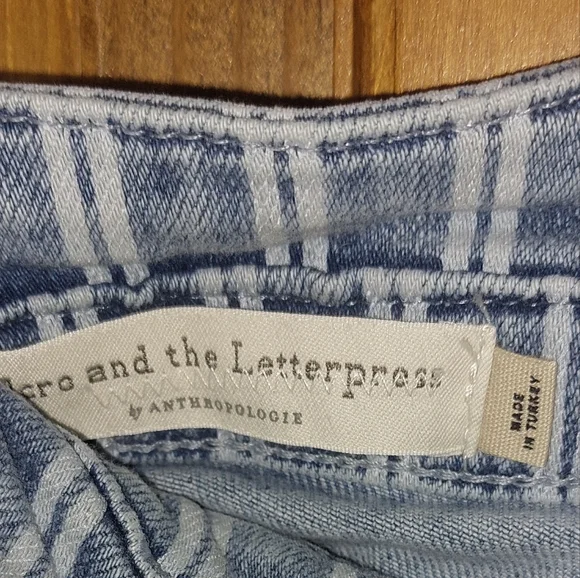 and the Letterpress
by ANTHROPOLOGIE
MADE
IN TURKEY